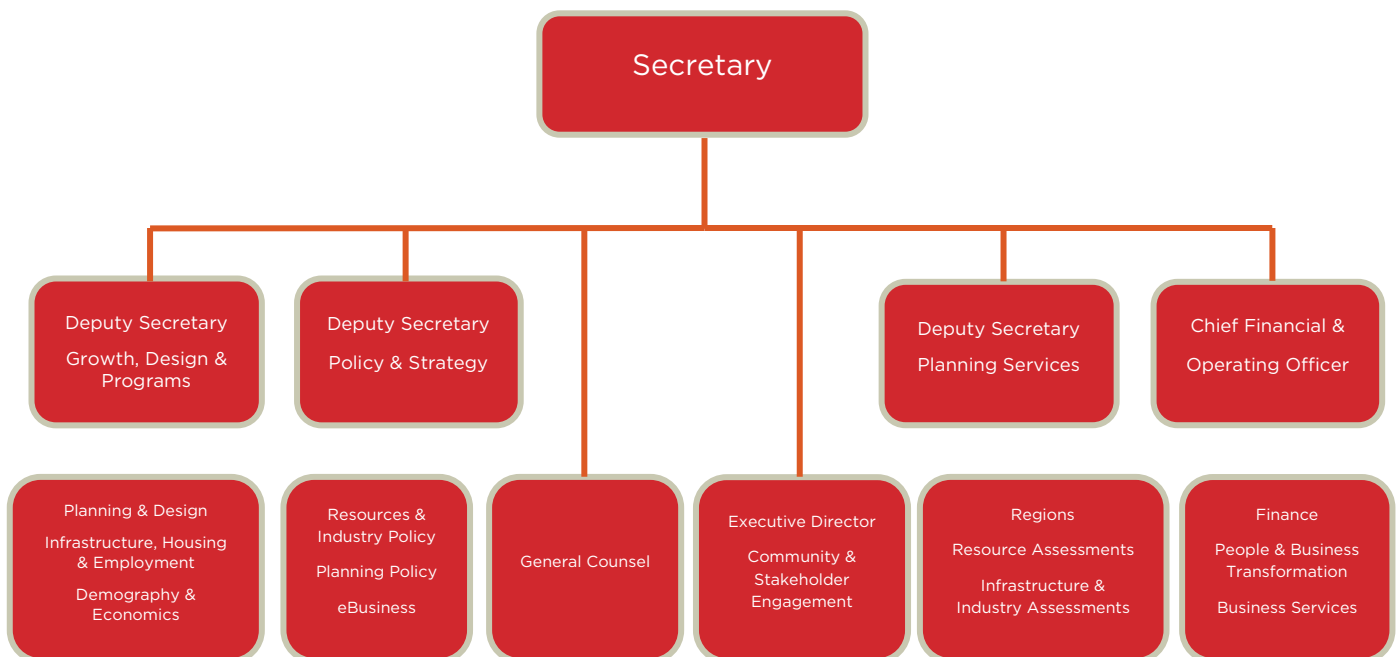 Secretary
Deputy Secretary
Growth, Design &
Programs
Deputy Secretary
Policy & Strategy
Deputy Secretary
Planning Services
Chief Financial &
Operating Officer
Planning & Design
Infrastructure, Housing
& Employment
Demography &
Economics
Resources &
Industry Policy
Planning Policy
eBusiness
General Counsel
Executive Director
Community &
Stakeholder
Engagement
Regions
Resource Assessments
Infrastructure &
Industry Assessments
Finance
People & Business
Transformation
Business Services